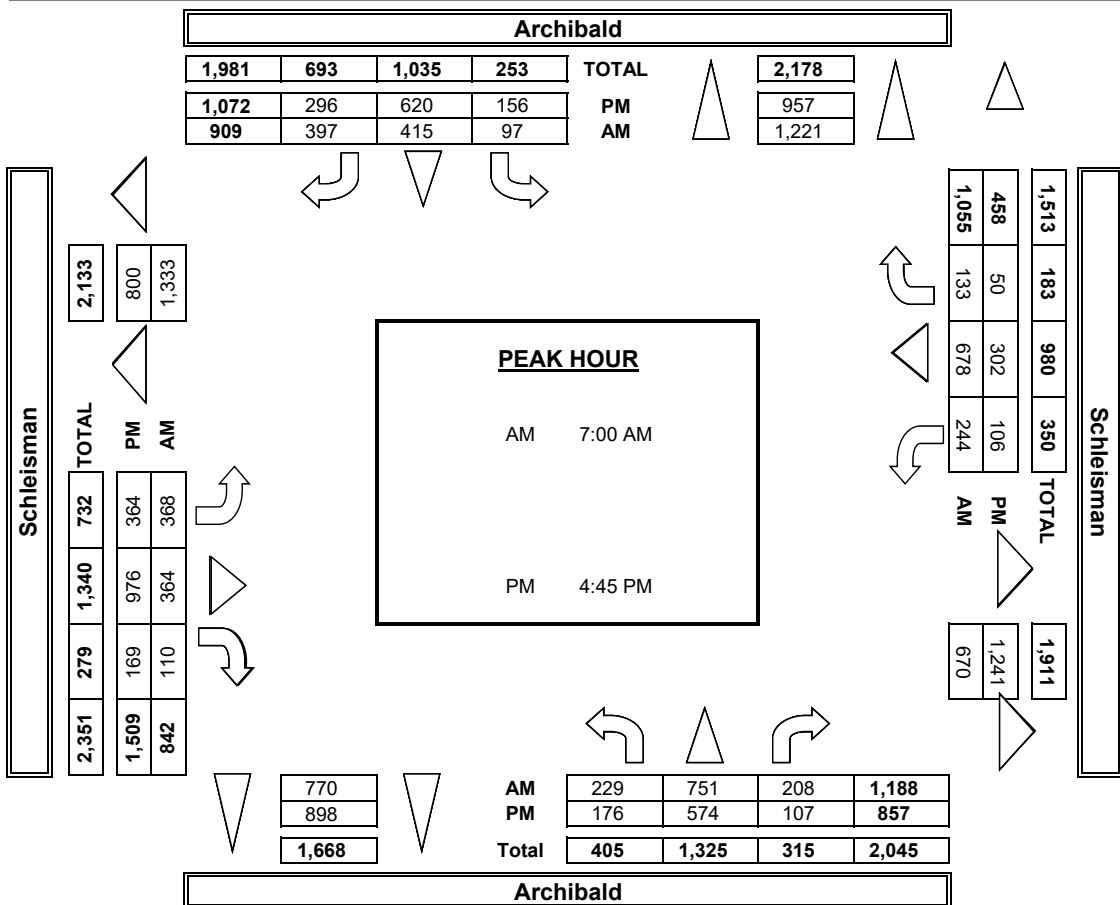 Archibald
1,981 693 1,035 253 TOTAL 2,178
1,072 296 620 156 PM 957
909 397 415 97 AM 1,221
Schleisman
2,133
800
1,333
TOTAL 732 1,340 279 2,351
PM 364 976 169 1,509
AM 368 364 110 842
PEAK HOUR
AM 7:00 AM
PM 4:45 PM
1,513 183 980 350 TOTAL 1,911
458 50 302 106 PM 1,241
1,055 133 678 244 AM 670
Schleisman
770 AM 229 751 208 1,188
898 PM 176 574 107 857
1,668 Total 405 1,325 315 2,045
Archibald